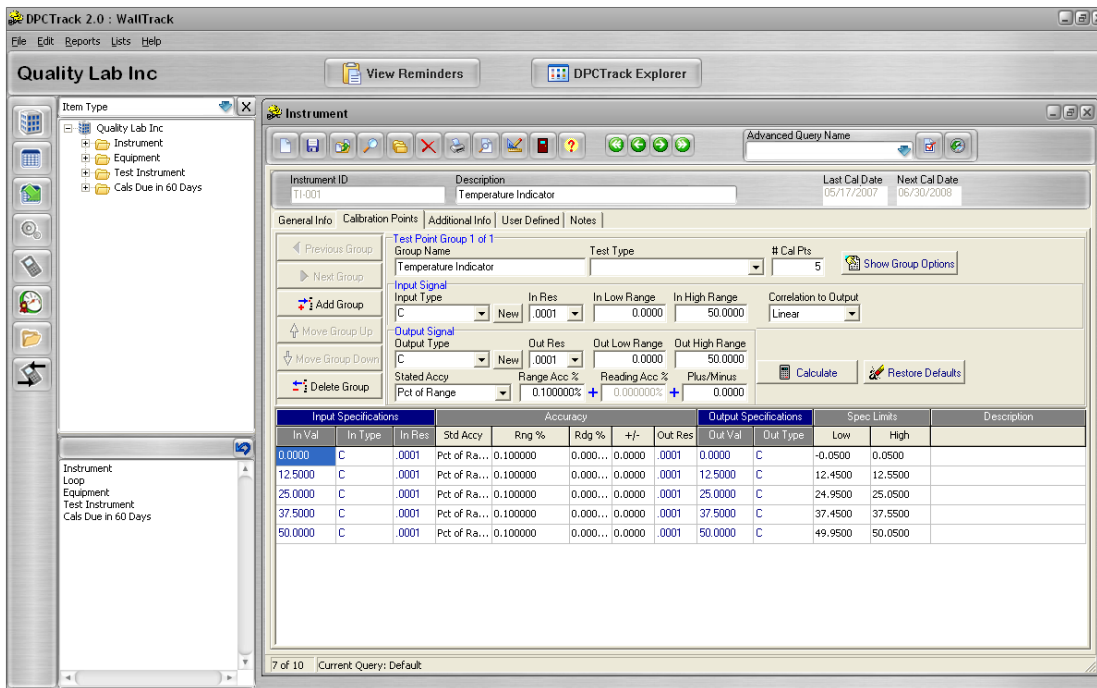 DPCTrack 2.0 : WallTrack
File Edit Reports Lists Help
Quality Lab Inc
View Reminders
DPCTrack Explorer
Item Type
Quality Lab Inc
Instrument
Equipment
Test Instrument
Cals Due in 60 Days
Instrument
Loop
Equipment
Test Instrument
Cals Due in 60 Days
Instrument
Advanced Query Name
Instrument ID Description Last Cal Date Next Cal Date
TI-001 Temperature Indicator 05/17/2007 06/30/2008
General Info Calibration Points Additional Info User Defined Notes
Previous Group
Next Group
Add Group
Move Group Up
Move Group Down
Delete Group
Test Point Group 1 of 1
Group Name Test Type # Cal Pts
Temperature Indicator 5 Show Group Options
Input Signal
Input Type In Res In Low Range In High Range Correlation to Output
C New .0001 0.0000 50.0000 Linear
Output Signal
Output Type Out Res Out Low Range Out High Range
C New .0001 0.0000 50.0000
Stated Accy Range Acc % Reading Acc % Plus/Minus
Pct of Range 0.100000% + 0.000000% + 0.0000
Calculate Restore Defaults
Input Specifications Accuracy Output Specifications Spec Limits Description
In Val In Type In Res Std Accy Rng % Rdg % +/- Out Res Out Val Out Type Low High
0.0000 C .0001 Pct of Ra... 0.100000 0.000... 0.0000 .0001 0.0000 C -0.0500 0.0500
12.5000 C .0001 Pct of Ra... 0.100000 0.000... 0.0000 .0001 12.5000 C 12.4500 12.5500
25.0000 C .0001 Pct of Ra... 0.100000 0.000... 0.0000 .0001 25.0000 C 24.9500 25.0500
37.5000 C .0001 Pct of Ra... 0.100000 0.000... 0.0000 .0001 37.5000 C 37.4500 37.5500
50.0000 C .0001 Pct of Ra... 0.100000 0.000... 0.0000 .0001 50.0000 C 49.9500 50.0500
7 of 10 Current Query: Default